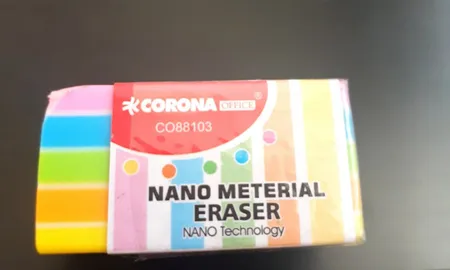 CORONA OFFICE ®
CO88103
NANO METERIAL
ERASER
NANO Technology